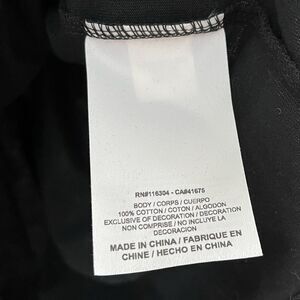 RN#116304 - CA#41675
BODY / CORPS / CUERPO
100% COTTON / COTON / ALGODON
EXCLUSIVE OF DECORATION / DECORATION
NON COMPRISE / NO INCLUYE LA
DECORACION
MADE IN CHINA / FABRIQUE EN
CHINE / HECHO EN CHINA